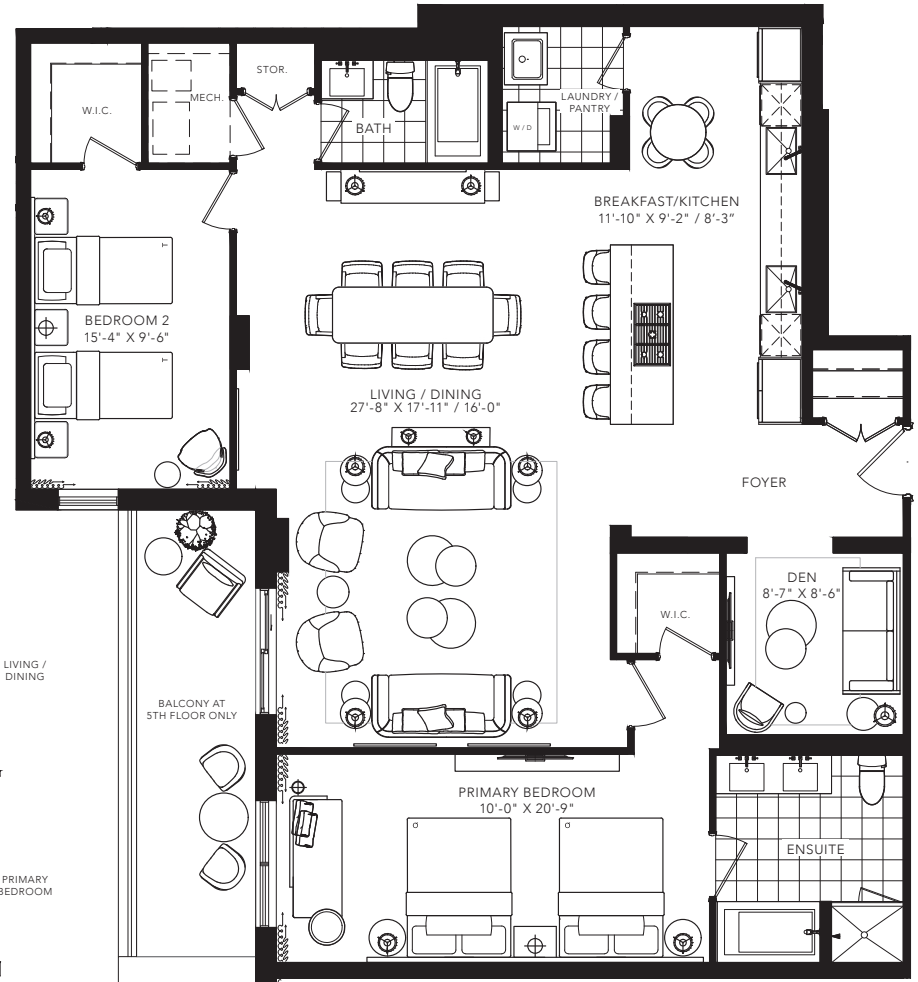 STOR.
MECH.
W.I.C.
BATH
LAUNDRY /
PANTRY
W / D
BREAKFAST/KITCHEN
11'-10" X 9'-2" / 8'-3"
BEDROOM 2
15'-4" X 9'-6"
LIVING / DINING
27'-8" X 17'-11" / 16'-0"
FOYER
DEN
8'-7" X 8'-6"
W.I.C.
LIVING /
DINING
BALCONY AT
5TH FLOOR ONLY
PRIMARY BEDROOM
10'-0" X 20'-9"
ENSUITE
PRIMARY
BEDROOM